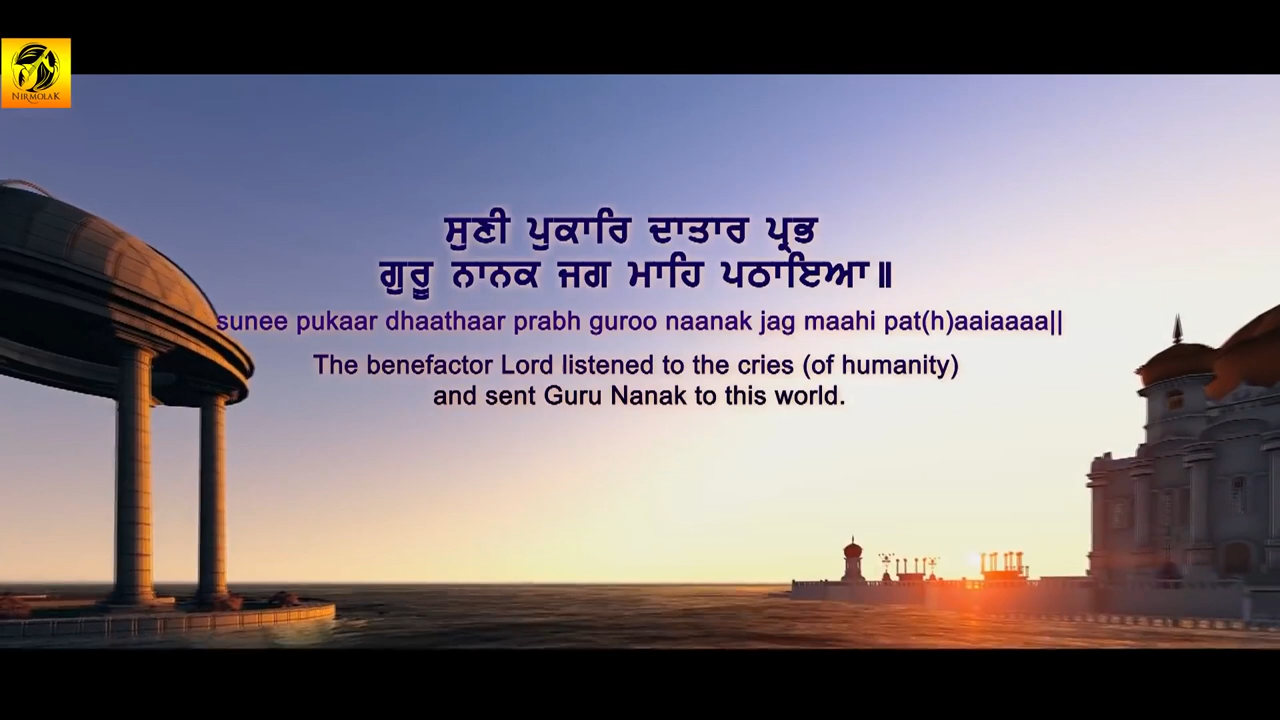 NIRMOLAK
ਸੁਣੀ ਪੁਕਾਰਿ ਦਾਤਾਰ ਪ੍ਰਭ
ਗੁਰੂ ਨਾਨਕ ਜਗ ਮਾਹਿ ਪਠਾਇਆ॥
sunee pukaar dhaathaar prabh guroo naanak jag maahi pat(h)aaiaaaa||
The benefactor Lord listened to the cries (of humanity)
and sent Guru Nanak to this world.